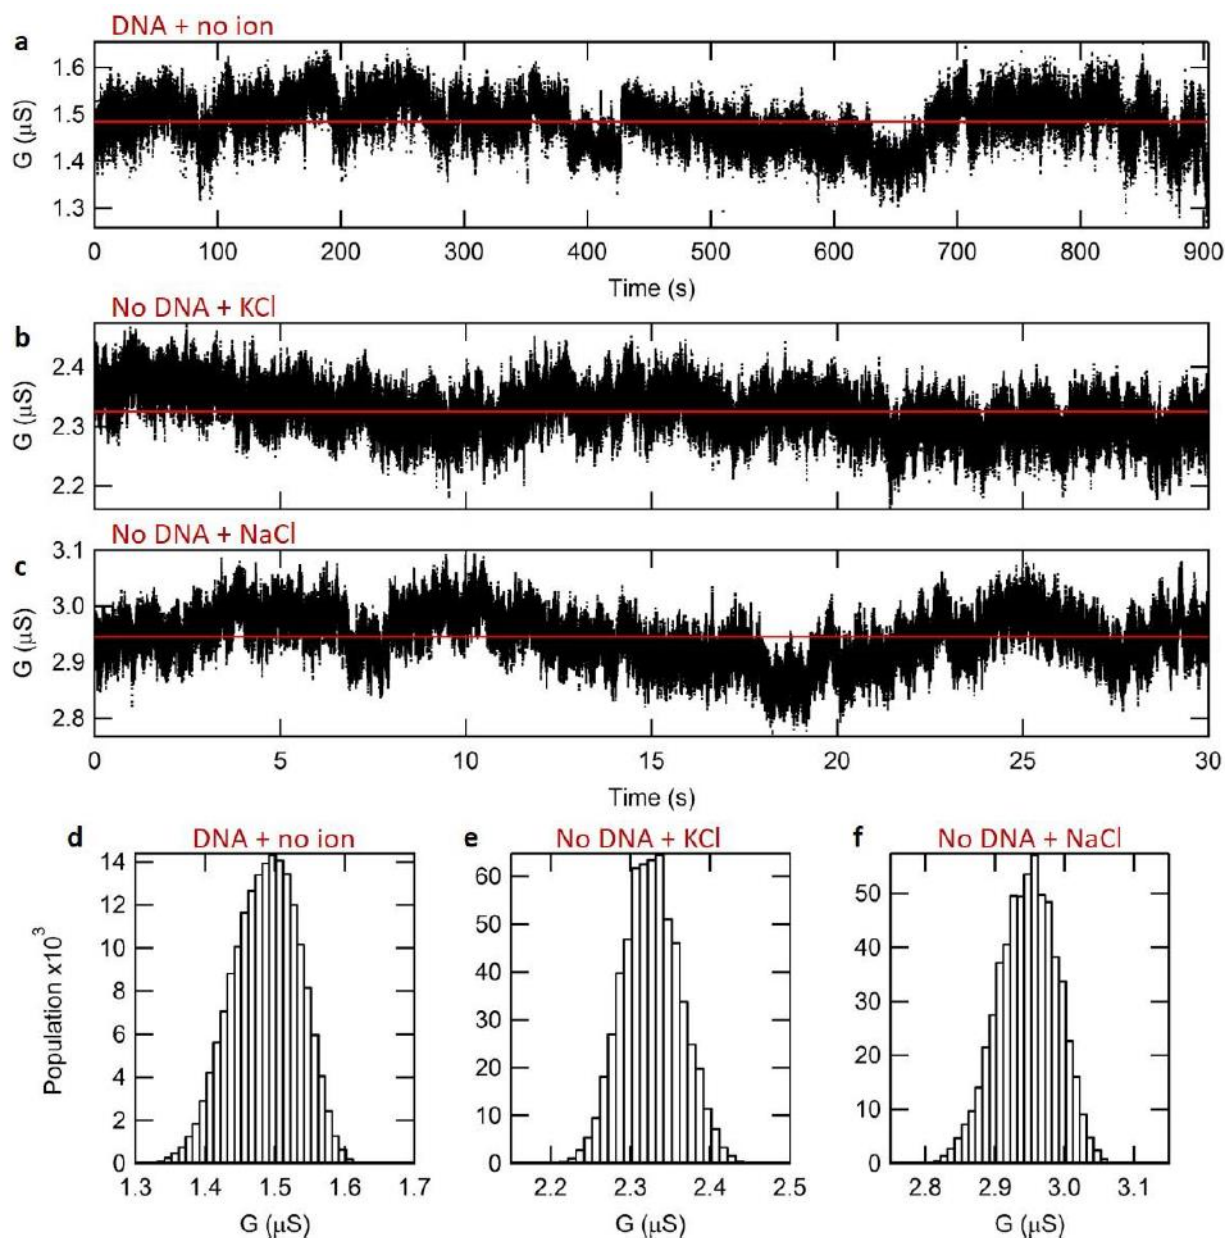 a
DNA + no ion
G (μS)
1.6
1.5
1.4
1.3
0 100 200 300 400 500 600 700 800 900
Time (s)
No DNA + KCl
b
G (μS)
2.4
2.3
2.2
No DNA + NaCl
c
G (μS)
3.1
3.0
2.9
2.8
0 5 10 15 20 25 30
Time (s)
d DNA + no ion
Population x10³
14
12
10
8
6
4
2
0
1.3 1.4 1.5 1.6 1.7
G (μS)
e No DNA + KCl
60
50
40
30
20
10
0
2.2 2.3 2.4 2.5
G (μS)
f No DNA + NaCl
50
40
30
20
10
0
2.8 2.9 3.0 3.1
G (μS)